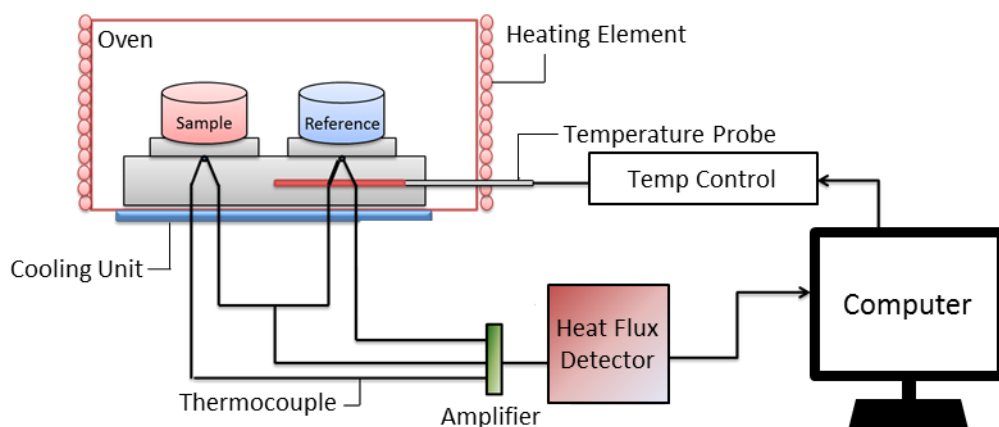 Oven
Heating Element
Sample
Reference
Temperature Probe
Temp Control
Cooling Unit
Computer
Heat Flux
Detector
Thermocouple
Amplifier